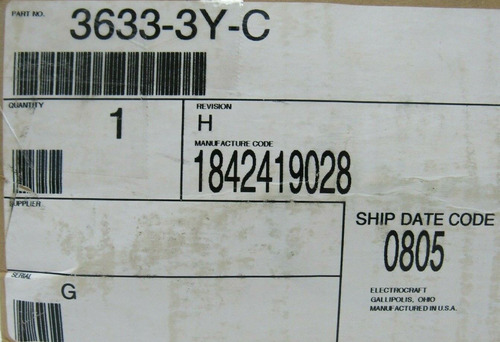 PART NO.
3633-3Y-C
QUANTITY
1
REVISION
H
MANUFACTURE CODE
1842419028
SUPPLIER
SHIP DATE CODE
0805
SERIAL
G
ELECTROCRAFT
GALLIPOLIS, OHIO
MANUFACTURED IN U.S.A.